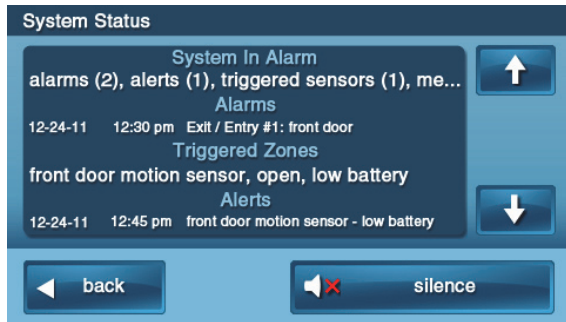 System Status
System In Alarm
alarms (2), alerts (1), triggered sensors (1), me...
Alarms
12-24-11 12:30 pm Exit / Entry #1: front door
Triggered Zones
front door motion sensor, open, low battery
Alerts
12-24-11 12:45 pm front door motion sensor - low battery
back
silence